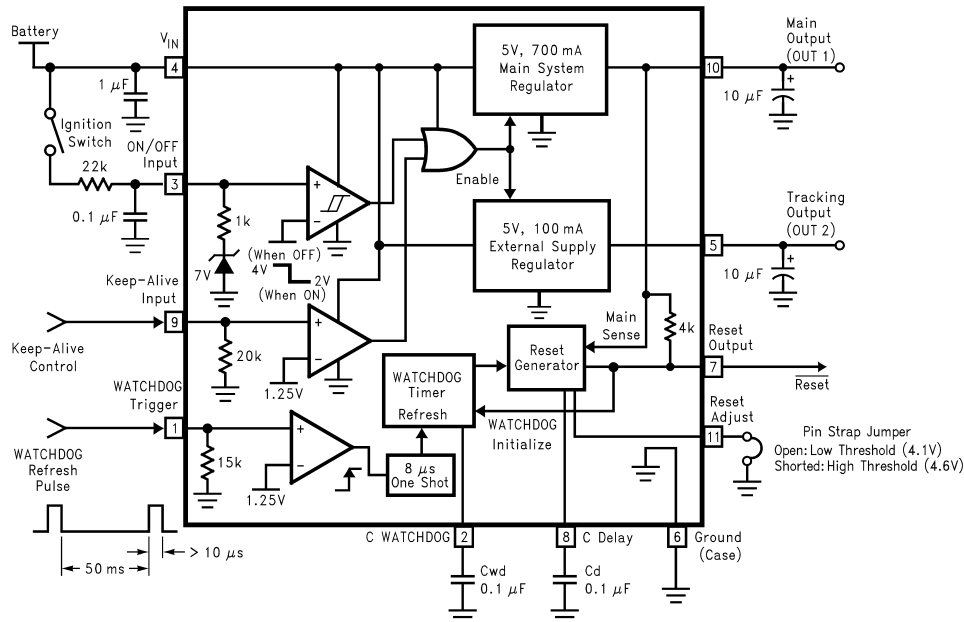 Battery
VIN
4
1 µF
Ignition
Switch
ON/OFF
Input
22k
3
0.1 µF
1k
7V
+
−
(When OFF)
4V
2V
(When ON)
Enable
5V, 700 mA
Main System
Regulator
10
Main
Output
(OUT 1)
+
10 µF
5V, 100 mA
External Supply
Regulator
5
Tracking
Output
(OUT 2)
+
10 µF
Keep-Alive
Input
9
Keep-Alive
Control
20k
+
−
1.25V
Main
Sense
4k
Reset
Generator
Reset
Output
7
Reset
WATCHDOG
Timer
Refresh
WATCHDOG
Initialize
Reset
Adjust
11
Pin Strap Jumper
Open: Low Threshold (4.1V)
Shorted: High Threshold (4.6V)
WATCHDOG
Trigger
1
WATCHDOG
Refresh
Pulse
15k
+
−
1.25V
8 µs
One Shot
> 10 µs
50 ms
C WATCHDOG
2
8
C Delay
6
Ground
(Case)
Cwd
0.1 µF
Cd
0.1 µF